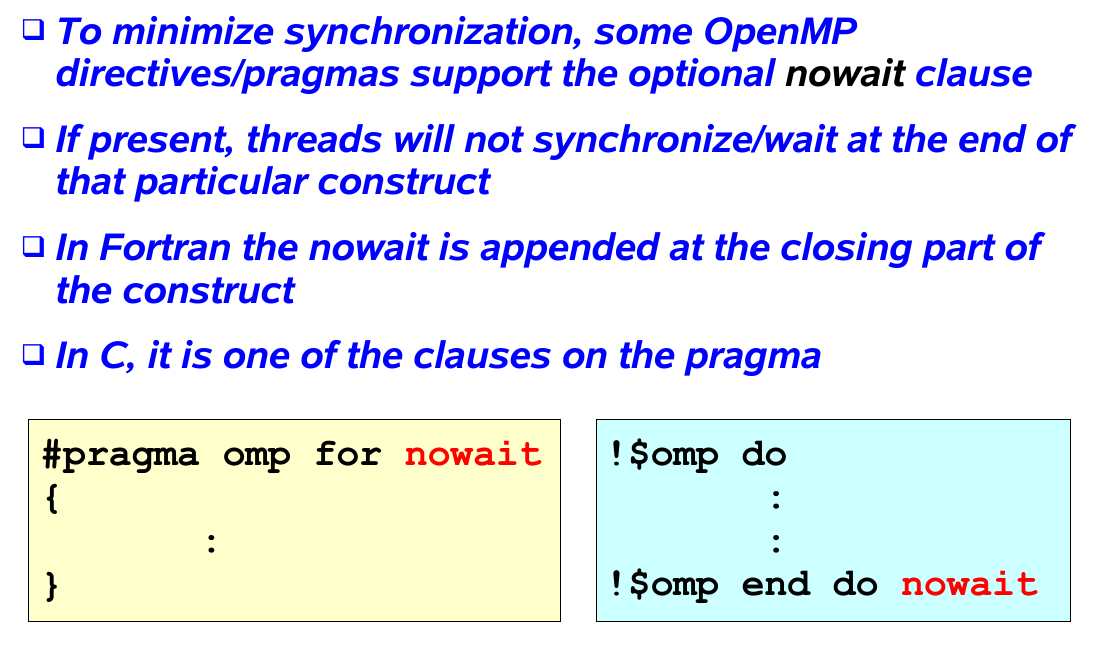 ❑ To minimize synchronization, some OpenMP
directives/pragmas support the optional nowait clause
❑ If present, threads will not synchronize/wait at the end of
that particular construct
❑ In Fortran the nowait is appended at the closing part of
the construct
❑ In C, it is one of the clauses on the pragma
#pragma omp for nowait
{
:
}
!$omp do
:
:
!$omp end do nowait